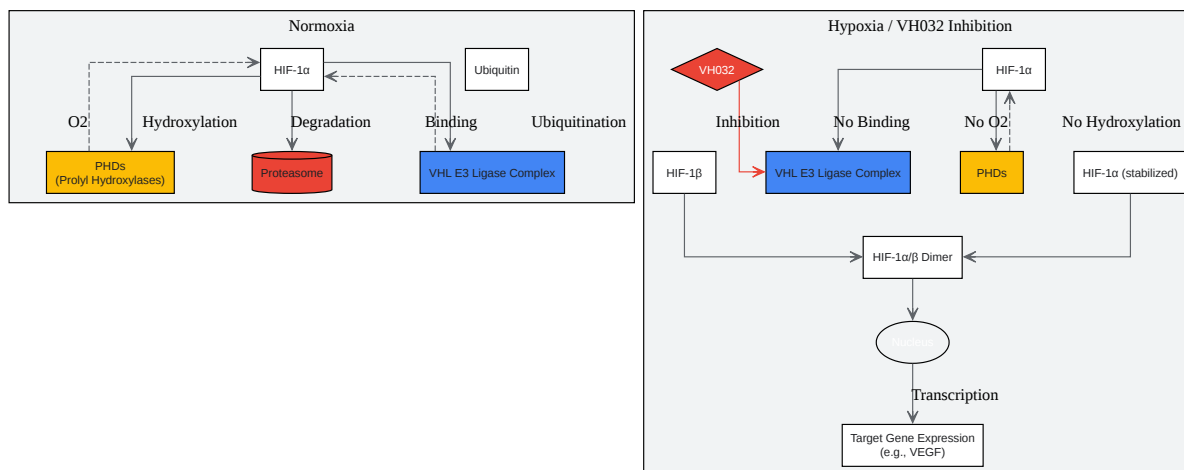 Normoxia
HIF-1α
Ubiquitin
O2
Hydroxylation
Degradation
Binding
Ubiquitination
PHDs
(Prolyl Hydroxylases)
Proteasome
VHL E3 Ligase Complex
Hypoxia / VH032 Inhibition
VH032
HIF-1α
Inhibition
No Binding
No O2
No Hydroxylation
HIF-1β
VHL E3 Ligase Complex
PHDs
HIF-1α (stabilized)
HIF-1α/β Dimer
Nucleus
Transcription
Target Gene Expression
(e.g., VEGF)